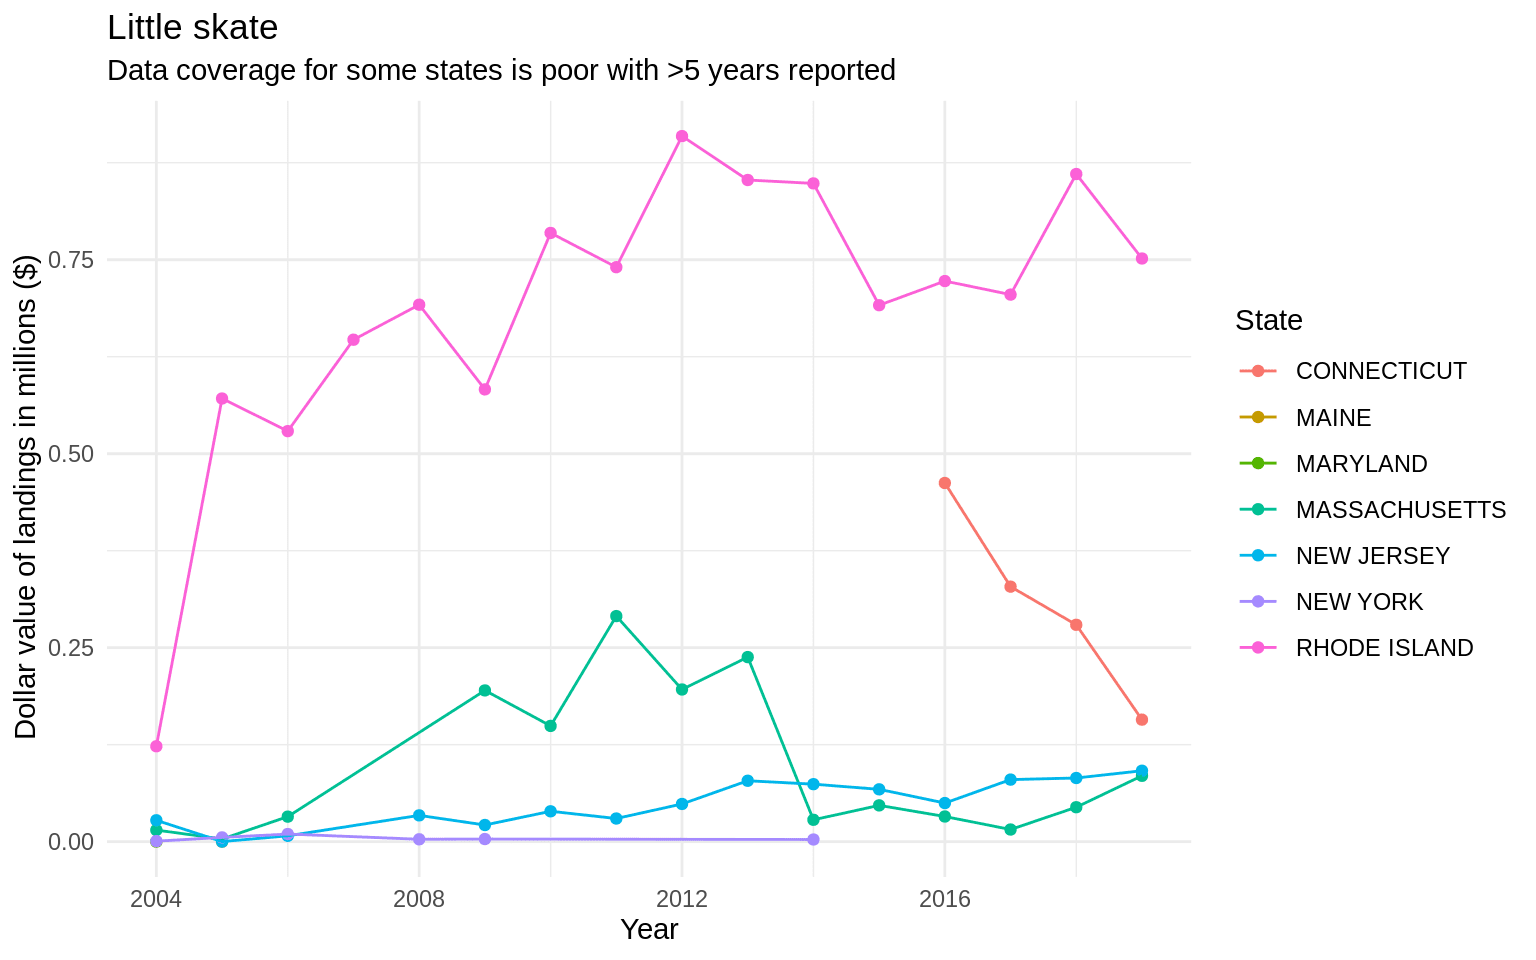 Little skate
Data coverage for some states is poor with >5 years reported
Dollar value of landings in millions ($)
0.75
0.50
0.25
0.00
2004
2008
2012
2016
Year
State
CONNECTICUT
MAINE
MARYLAND
MASSACHUSETTS
NEW JERSEY
NEW YORK
RHODE ISLAND